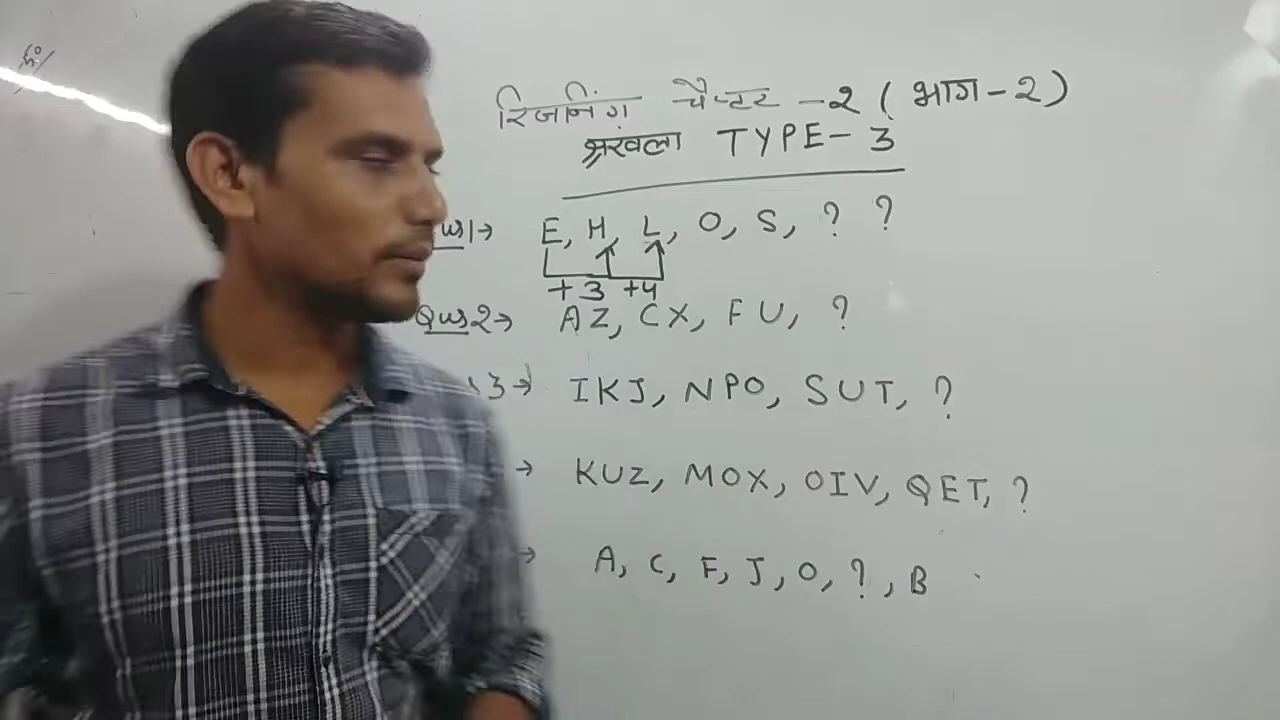 रिजनिंग चैप्टर -2 ( भाग-2)
श्रृंखला TYPE- 3
E, H, L, O, S, ? ?
+3 +4
Qus2→ AZ, CX, FU, ?
3→ IKJ, NPO, SUT, ?
→ KUZ, MOX, OIV, QET, ?
→ A, C, F, J, O, ?, B